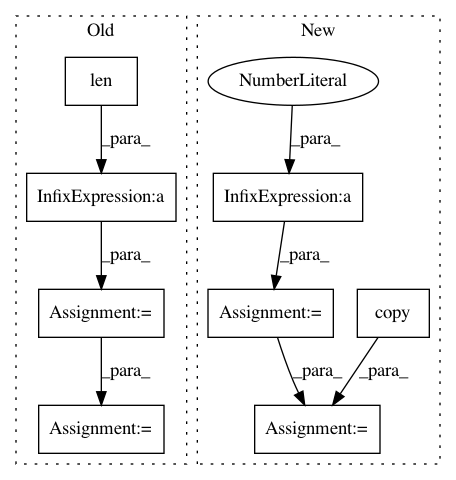 Old
New
len
NumberLiteral
_para_
_para_
InfixExpression:a
InfixExpression:a
_para_
_para_
Assignment:=
Assignment:=
copy
_para_
_para_
_para_
Assignment:=
Assignment:=